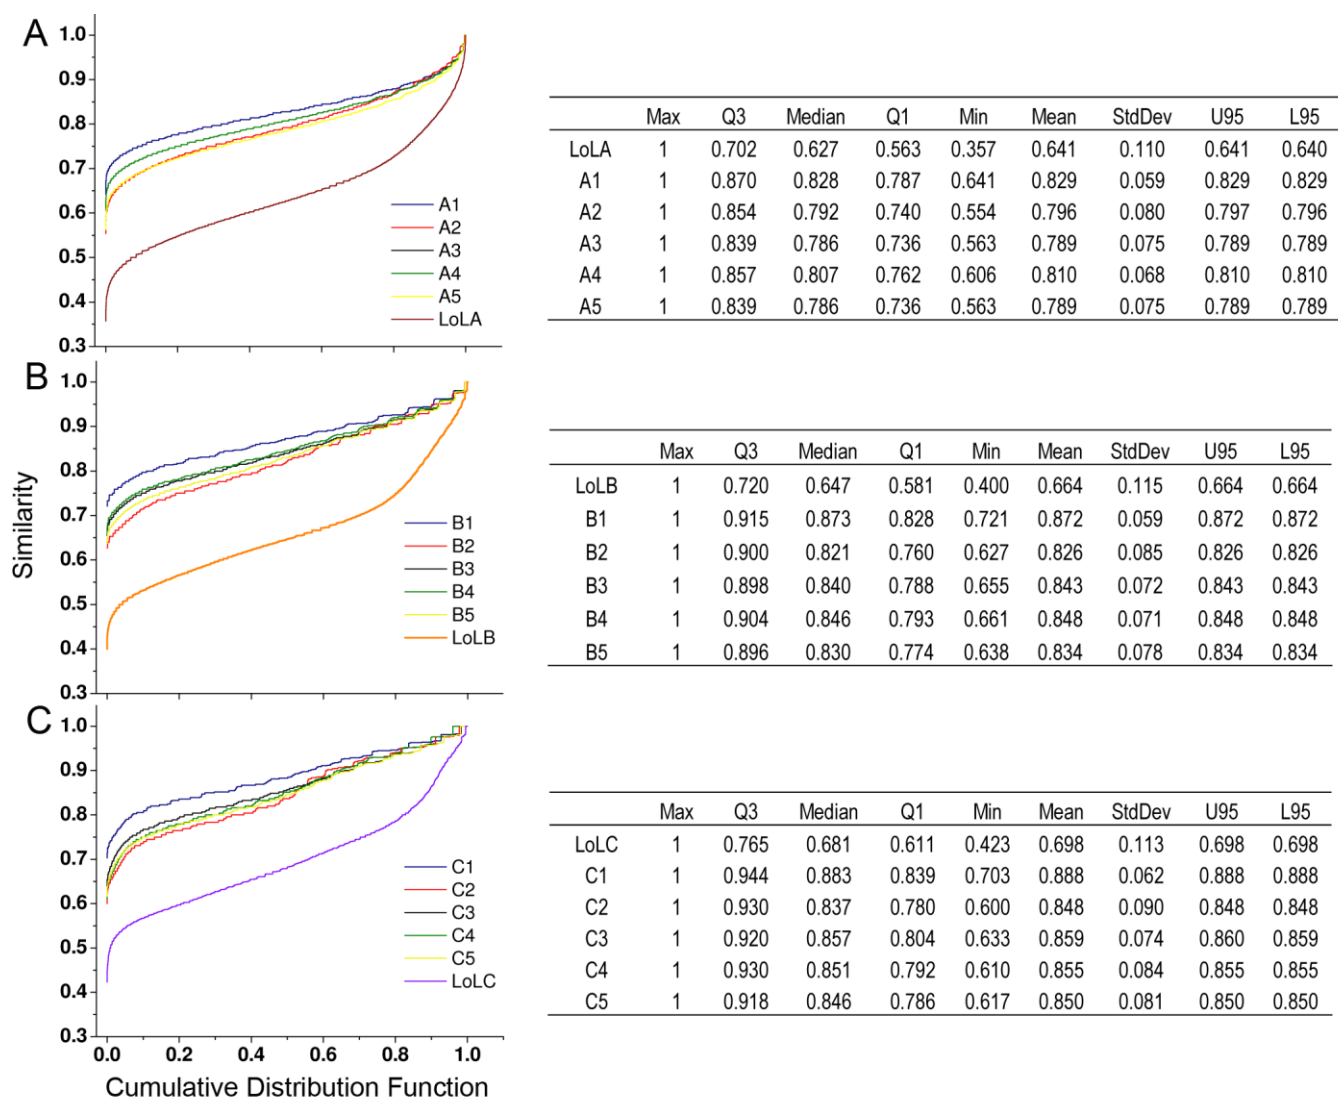 A
1.0
0.9
0.8
0.7
0.6
0.5
0.4
0.3
A1
A2
A3
A4
A5
LoLA
Max Q3 Median Q1 Min Mean StdDev U95 L95
LoLA 1 0.702 0.627 0.563 0.357 0.641 0.110 0.641 0.640
A1 1 0.870 0.828 0.787 0.641 0.829 0.059 0.829 0.829
A2 1 0.854 0.792 0.740 0.554 0.796 0.080 0.797 0.796
A3 1 0.839 0.786 0.736 0.563 0.789 0.075 0.789 0.789
A4 1 0.857 0.807 0.762 0.606 0.810 0.068 0.810 0.810
A5 1 0.839 0.786 0.736 0.563 0.789 0.075 0.789 0.789
B
1.0
0.9
0.8
0.7
0.6
0.5
0.4
0.3
Similarity
B1
B2
B3
B4
B5
LoLB
Max Q3 Median Q1 Min Mean StdDev U95 L95
LoLB 1 0.720 0.647 0.581 0.400 0.664 0.115 0.664 0.664
B1 1 0.915 0.873 0.828 0.721 0.872 0.059 0.872 0.872
B2 1 0.900 0.821 0.760 0.627 0.826 0.085 0.826 0.826
B3 1 0.898 0.840 0.788 0.655 0.843 0.072 0.843 0.843
B4 1 0.904 0.846 0.793 0.661 0.848 0.071 0.848 0.848
B5 1 0.896 0.830 0.774 0.638 0.834 0.078 0.834 0.834
C
1.0
0.9
0.8
0.7
0.6
0.5
0.4
0.3
C1
C2
C3
C4
C5
LoLC
0.0 0.2 0.4 0.6 0.8 1.0
Cumulative Distribution Function
Max Q3 Median Q1 Min Mean StdDev U95 L95
LoLC 1 0.765 0.681 0.611 0.423 0.698 0.113 0.698 0.698
C1 1 0.944 0.883 0.839 0.703 0.888 0.062 0.888 0.888
C2 1 0.930 0.837 0.780 0.600 0.848 0.090 0.848 0.848
C3 1 0.920 0.857 0.804 0.633 0.859 0.074 0.860 0.859
C4 1 0.930 0.851 0.792 0.610 0.855 0.084 0.855 0.855
C5 1 0.918 0.846 0.786 0.617 0.850 0.081 0.850 0.850